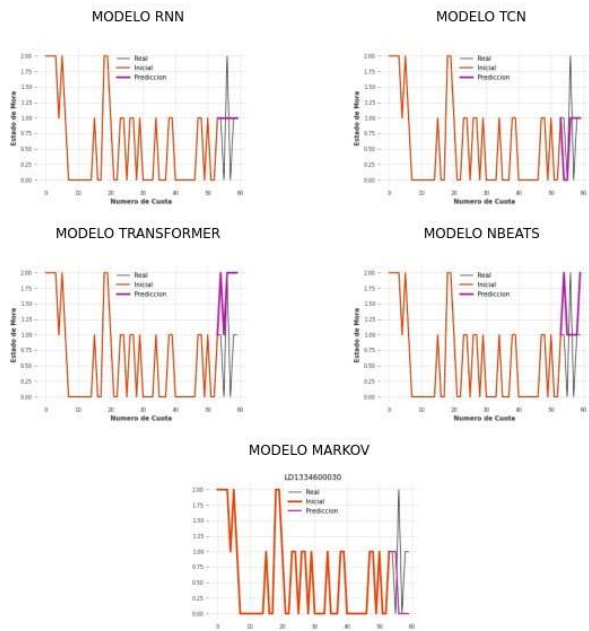 MODELO RNN
MODELO TCN
2.00
1.75
1.50
1.25
1.00
0.75
0.50
0.25
0.00
Estado de Mora
Real
Inicial
Prediccion
0 10 20 30 40 50 60
Numero de Cuota
2.00
1.75
1.50
1.25
1.00
0.75
0.50
0.25
0.00
Estado de Mora
Real
Inicial
Prediccion
0 10 20 30 40 50 60
Numero de Cuota
MODELO TRANSFORMER
MODELO NBEATS
2.00
1.75
1.50
1.25
1.00
0.75
0.50
0.25
0.00
Estado de Mora
Real
Inicial
Prediccion
0 10 20 30 40 50 60
Numero de Cuota
2.00
1.75
1.50
1.25
1.00
0.75
0.50
0.25
0.00
Estado de Mora
Real
Inicial
Prediccion
0 10 20 30 40 50 60
Numero de Cuota
MODELO MARKOV
LD1334600030
2.00
1.75
1.50
1.25
1.00
0.75
0.50
0.25
0.00
Real
Inicial
Prediccion
0 10 20 30 40 50 60